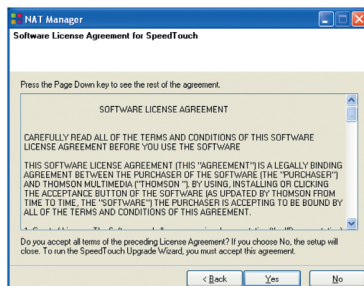 NAT Manager
Software License Agreement for SpeedTouch
Press the Page Down key to see the rest of the agreement.
SOFTWARE LICENSE AGREEMENT
CAREFULLY READ ALL OF THE TERMS AND CONDITIONS OF THIS SOFTWARE
LICENSE AGREEMENT BEFORE YOU USE THE SOFTWARE
THIS SOFTWARE LICENSE AGREEMENT (THIS "AGREEMENT") IS A LEGALLY BINDING
AGREEMENT BETWEEN THE PURCHASER OF THE SOFTWARE (THE "PURCHASER")
AND THOMSON MULTIMEDIA ("THOMSON "). BY USING, INSTALLING OR CLICKING
THE ACCEPTANCE BUTTON OF THE SOFTWARE (AS UPDATED BY THOMSON FROM
TIME TO TIME, THE "SOFTWARE") THE PURCHASER IS ACCEPTING TO BE BOUND BY
ALL OF THE TERMS AND CONDITIONS OF THIS AGREEMENT.
Do you accept all terms of the preceding License Agreement? If you choose No, the setup will
close. To run the SpeedTouch Upgrade Wizard, you must accept this agreement.
< Back Yes No